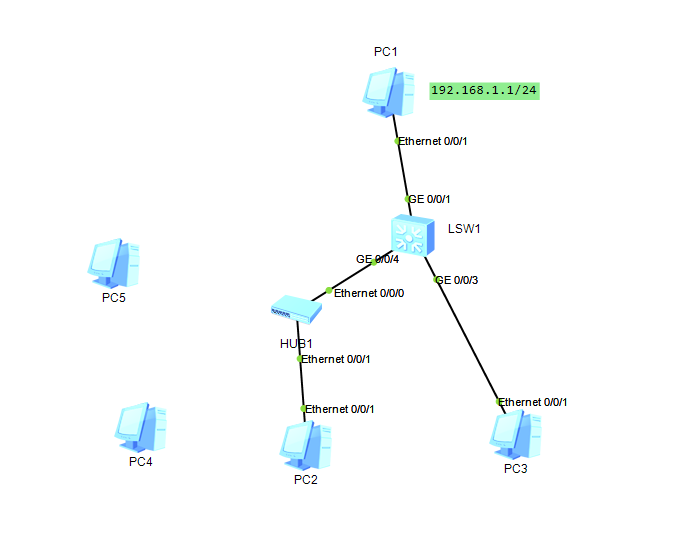 PC1
192.168.1.1/24
Ethernet 0/0/1
GE 0/0/1
LSW1
GE 0/0/4
GE 0/0/3
Ethernet 0/0/0
PC5
HUB1
Ethernet 0/0/1
Ethernet 0/0/1
Ethernet 0/0/1
PC4
PC2
PC3